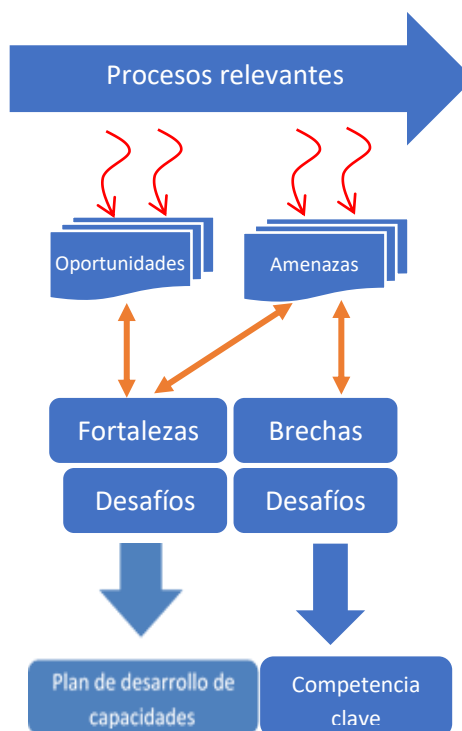 Procesos relevantes
Oportunidades
Amenazas
Fortalezas
Brechas
Desafíos
Desafíos
Plan de desarrollo de
capacidades
Competencia
clave